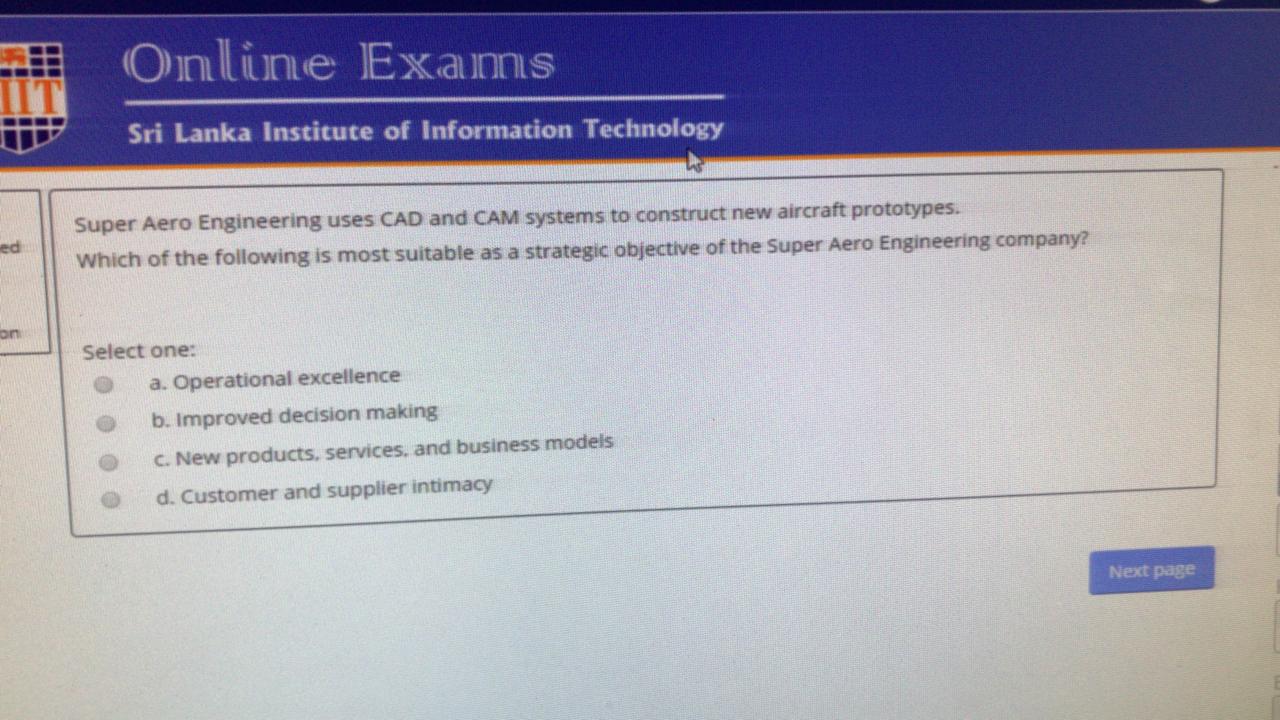 IIT
Online Exams
Sri Lanka Institute of Information Technology
ed
on
Super Aero Engineering uses CAD and CAM systems to construct new aircraft prototypes.
Which of the following is most suitable as a strategic objective of the Super Aero Engineering company?
Select one:
a. Operational excellence
b. Improved decision making
c. New products, services, and business models
d. Customer and supplier intimacy
Next page